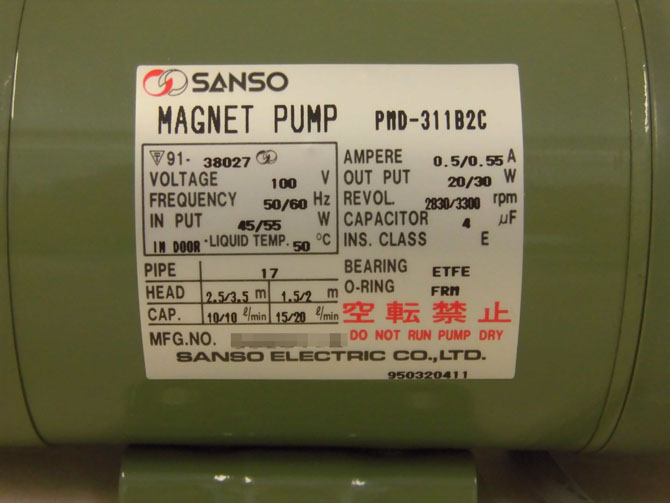 SANSO
MAGNET PUMP PMD-311B2C
91-38027
VOLTAGE 100 V
FREQUENCY 50/60 Hz
IN PUT 45/55 W
IN DOOR ·LIQUID TEMP. 50 °C
AMPERE 0.5/0.55 A
OUT PUT 20/30 W
REVOL. 2830/3300 rpm
CAPACITOR 4 μF
INS. CLASS E
PIPE 17
HEAD 2.5/3.5 m 1.5/2 m
CAP. 10/10 ℓ/min 15/20 ℓ/min
BEARING ETFE
O-RING FRM
空転禁止
DO NOT RUN PUMP DRY
MFG.NO.
SANSO ELECTRIC CO.,LTD.
950320411